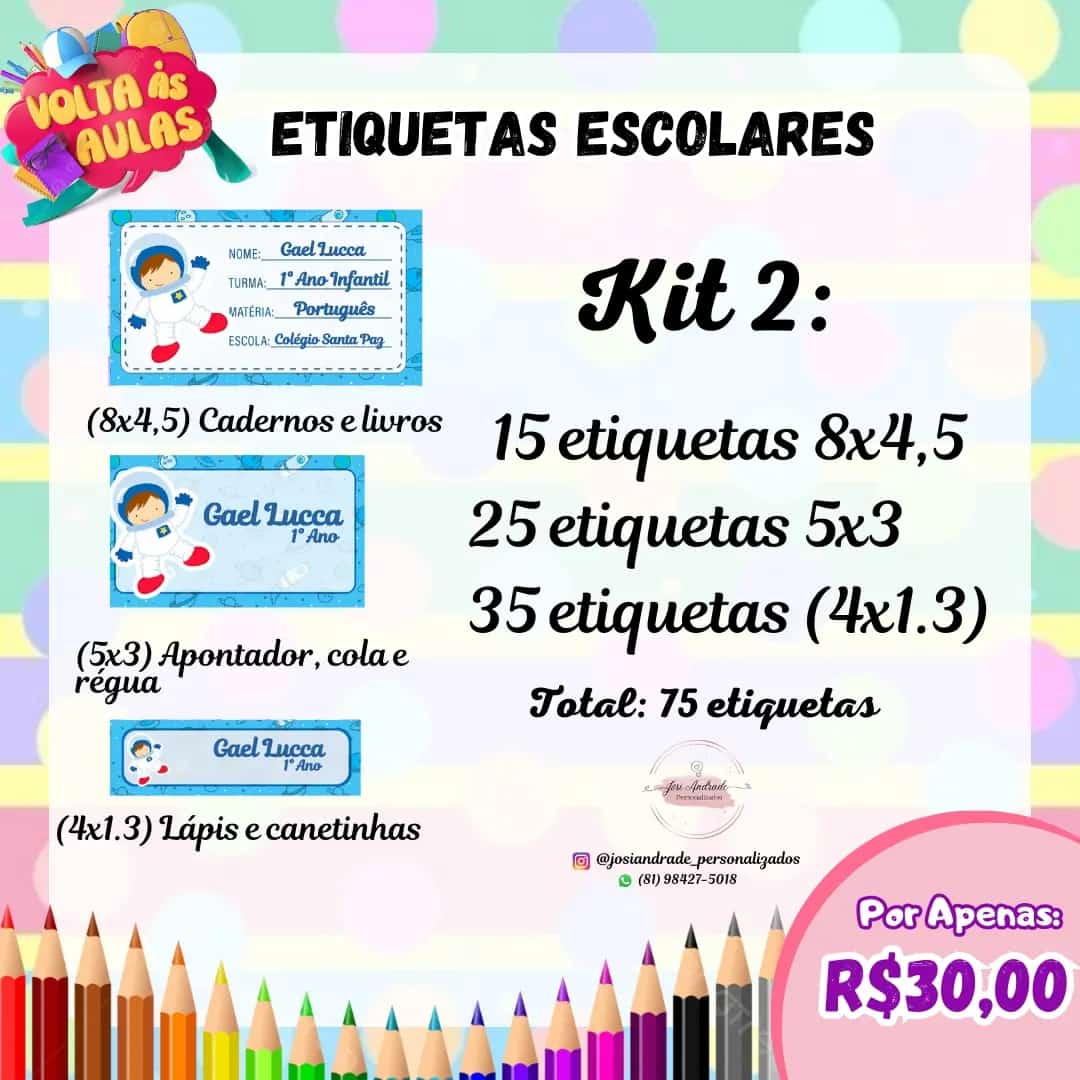 VOLTA ÀS
AULAS
ETIQUETAS ESCOLARES
NOME: Gael Lucca
TURMA: 1° Ano Infantil
MATÉRIA: Português
ESCOLA: Colégio Santa Paz
(8x4,5) Cadernos e livros
Gael Lucca
1° Ano
(5x3) Apontador, cola e
régua
Gael Lucca
1° Ano
(4x1.3) Lápis e canetinhas
Kit 2:
15 etiquetas 8x4,5
25 etiquetas 5x3
35 etiquetas (4x1.3)
Total: 75 etiquetas
Josi Andrade
Personalizados
@josiandrade_personalizados
(81) 98427-5018
Por Apenas:
R$30,00